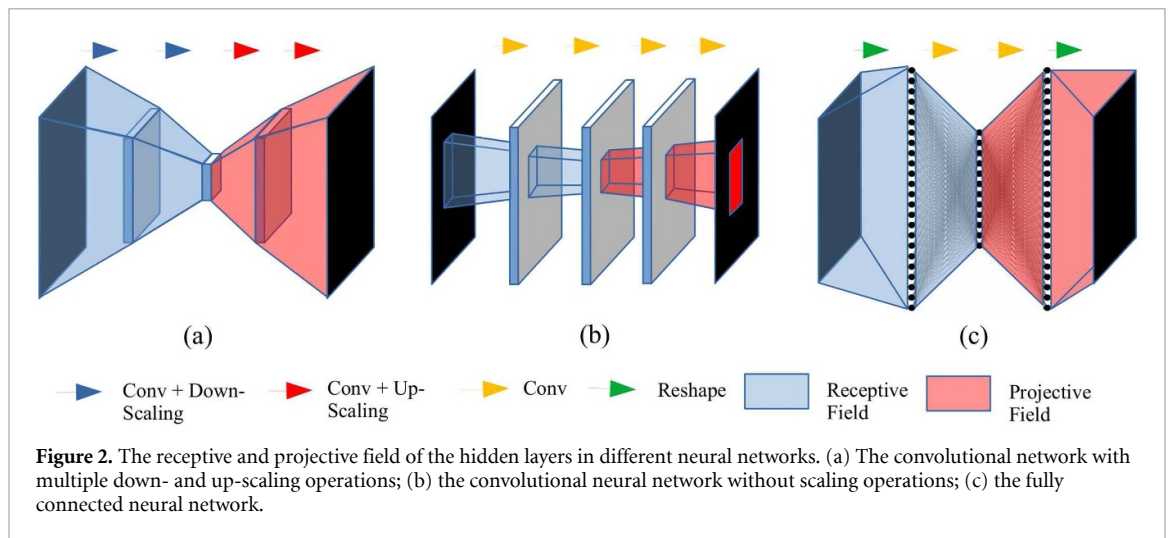 (a)
(b)
(c)
Conv + Down-
Scaling
Conv + Up-
Scaling
Conv
Reshape
Receptive
Field
Projective
Field
Figure 2. The receptive and projective field of the hidden layers in different neural networks. (a) The convolutional network with
multiple down- and up-scaling operations; (b) the convolutional neural network without scaling operations; (c) the fully
connected neural network.